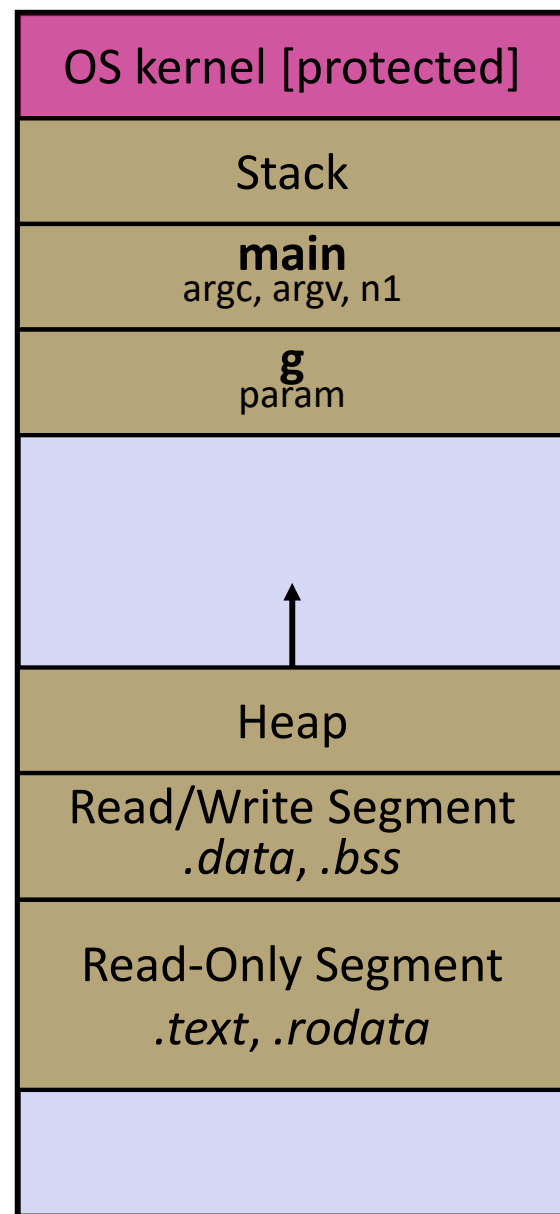 OS kernel [protected]
Stack
main
argc, argv, n1
g
param
Heap
Read/Write Segment
.data, .bss
Read-Only Segment
.text, .rodata